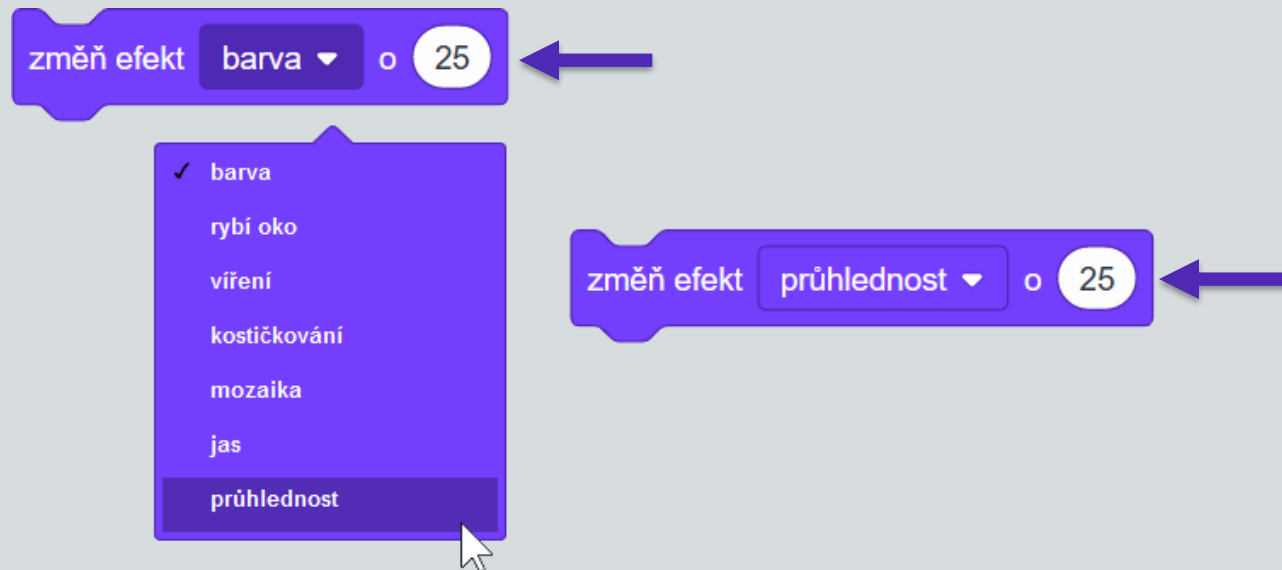 změň efekt barva o 25
✓ barva
rybí oko
víření
kostičkování
mozaika
jas
průhlednost
změň efekt průhlednost o 25